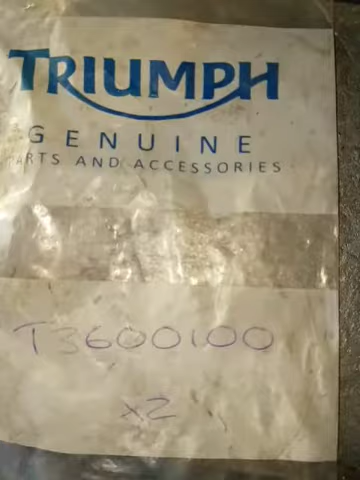 TRIUMPH
GENUINE
PARTS AND ACCESSORIES
T3600100
x2